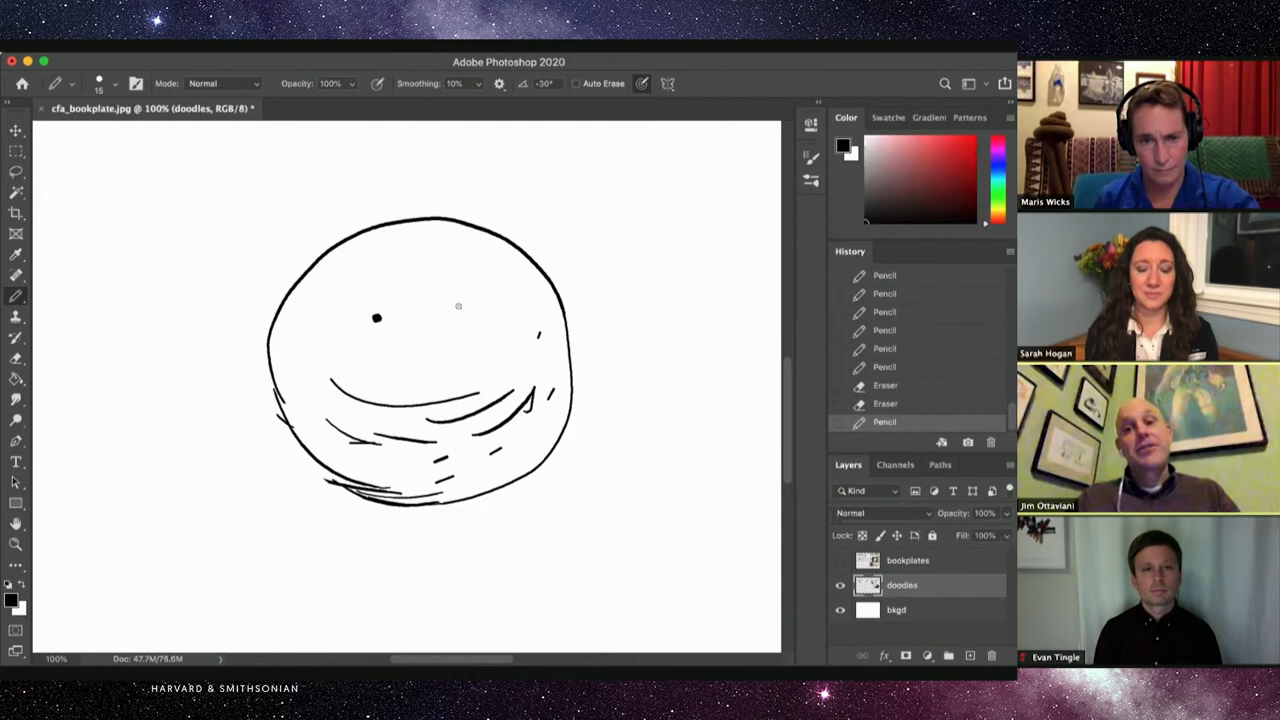 Adobe Photoshop 2020
15 Mode: Normal Opacity: 100% Smoothing: 10% -30° Auto Erase
× cfa_bookplate.jpg @ 100% (doodles, RGB/8) *
Color Swatche Gradien Patterns
History
Pencil
Pencil
Pencil
Pencil
Pencil
Pencil
Eraser
Eraser
Pencil
Layers Channels Paths
Kind
Normal Opacity: 100%
Lock: Fill: 100%
bookplates
doodles
bkgd
fx
100% Doc: 47.7M/76.6M
HARVARD & SMITHSONIAN
Maris Wicks
Sarah Hogan
Jim Ottaviani
Evan Tingle